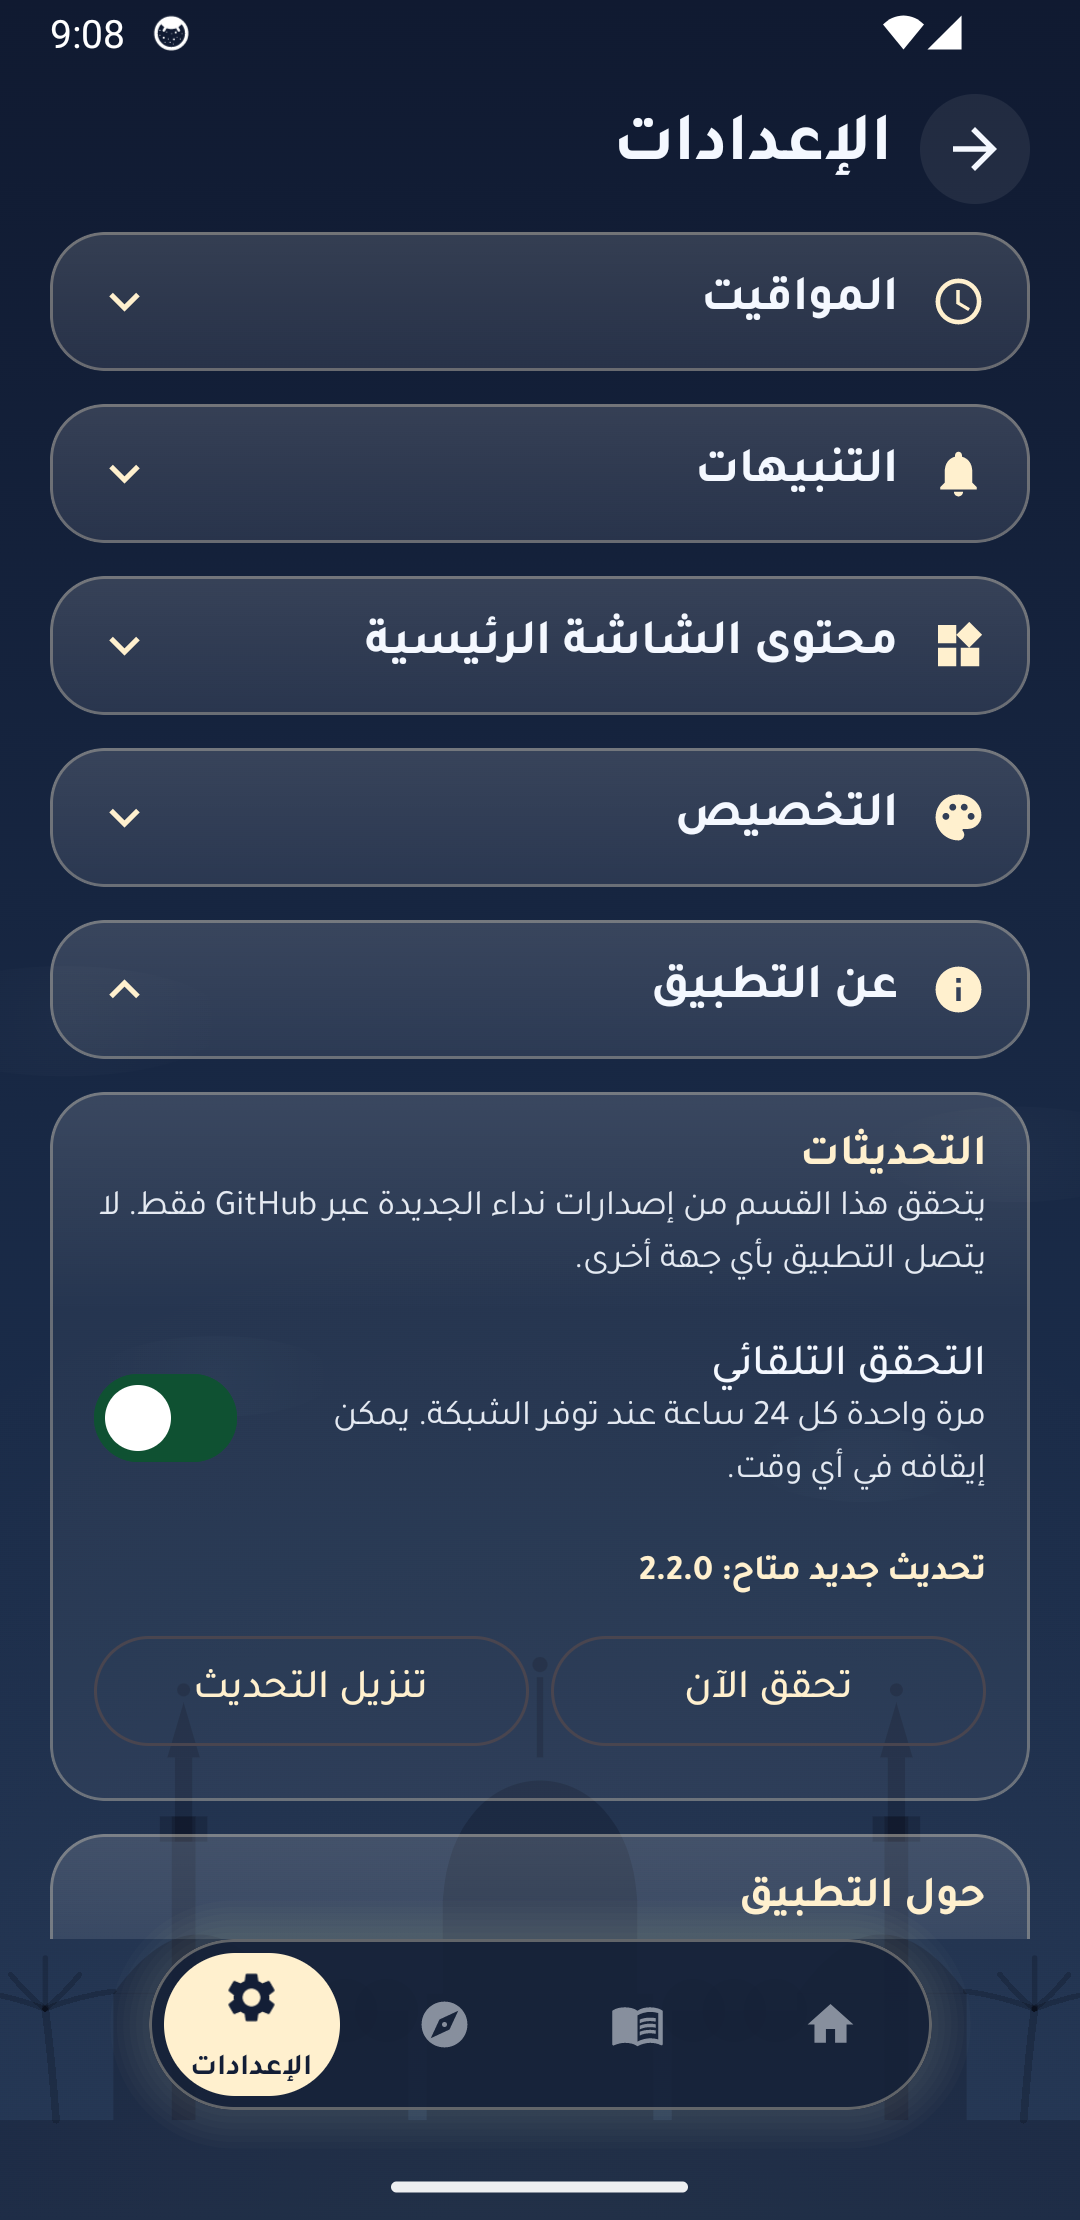 9:08
الإعدادات
المواقيت
التنبيهات
محتوى الشاشة الرئيسية
التخصيص
عن التطبيق
التحديثات
يتحقق هذا القسم من إصدارات نداء الجديدة عبر GitHub فقط. لا
يتصل التطبيق بأي جهة أخرى.
التحقق التلقائي
مرة واحدة كل 24 ساعة عند توفر الشبكة. يمكن
إيقافه في أي وقت.
تحديث جديد متاح: 2.2.0
تحقق الآن
تنزيل التحديث
حول التطبيق
الإعدادات